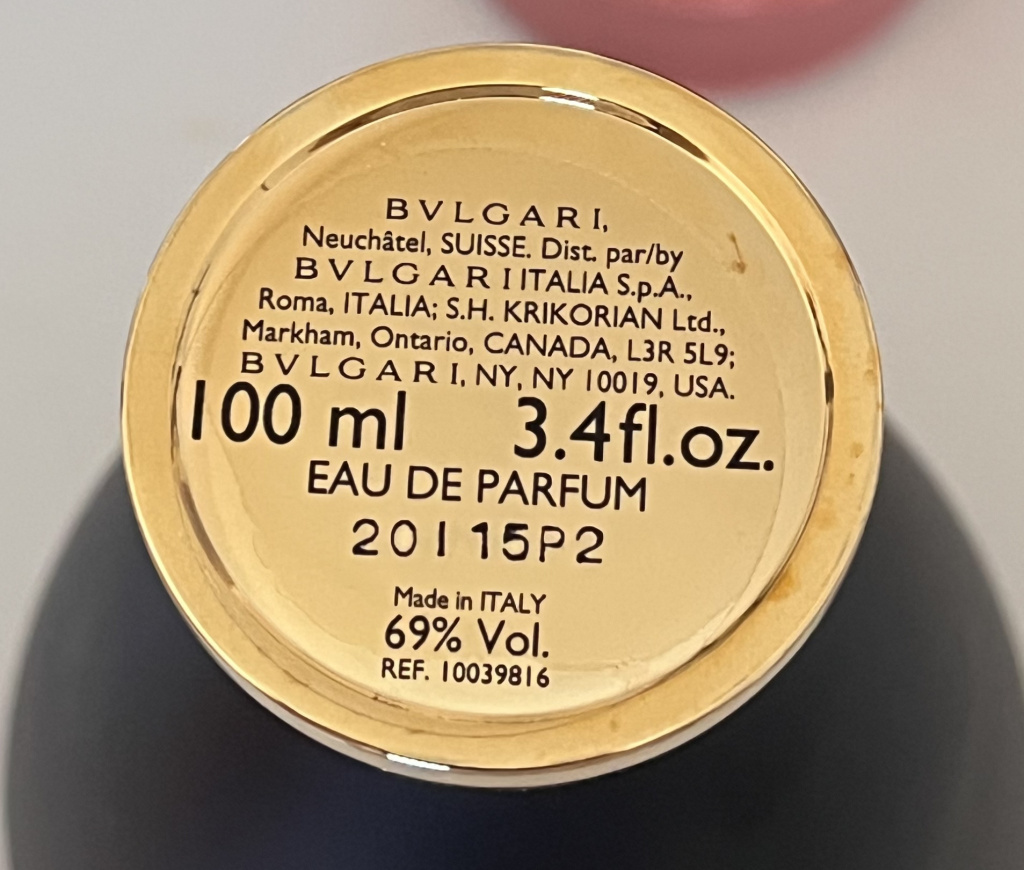 BVLGARI,
Neuchâtel, SUISSE. Dist. par/by
BVLGARI ITALIA S.p.A.,
Roma, ITALIA; S.H. KRIKORIAN Ltd.,
Markham, Ontario, CANADA, L3R 5L9;
BVLGARI, NY, NY 10019, USA.
100 ml 3.4fl.oz.
EAU DE PARFUM
20115P2
Made in ITALY
69% Vol.
REF. 10039816